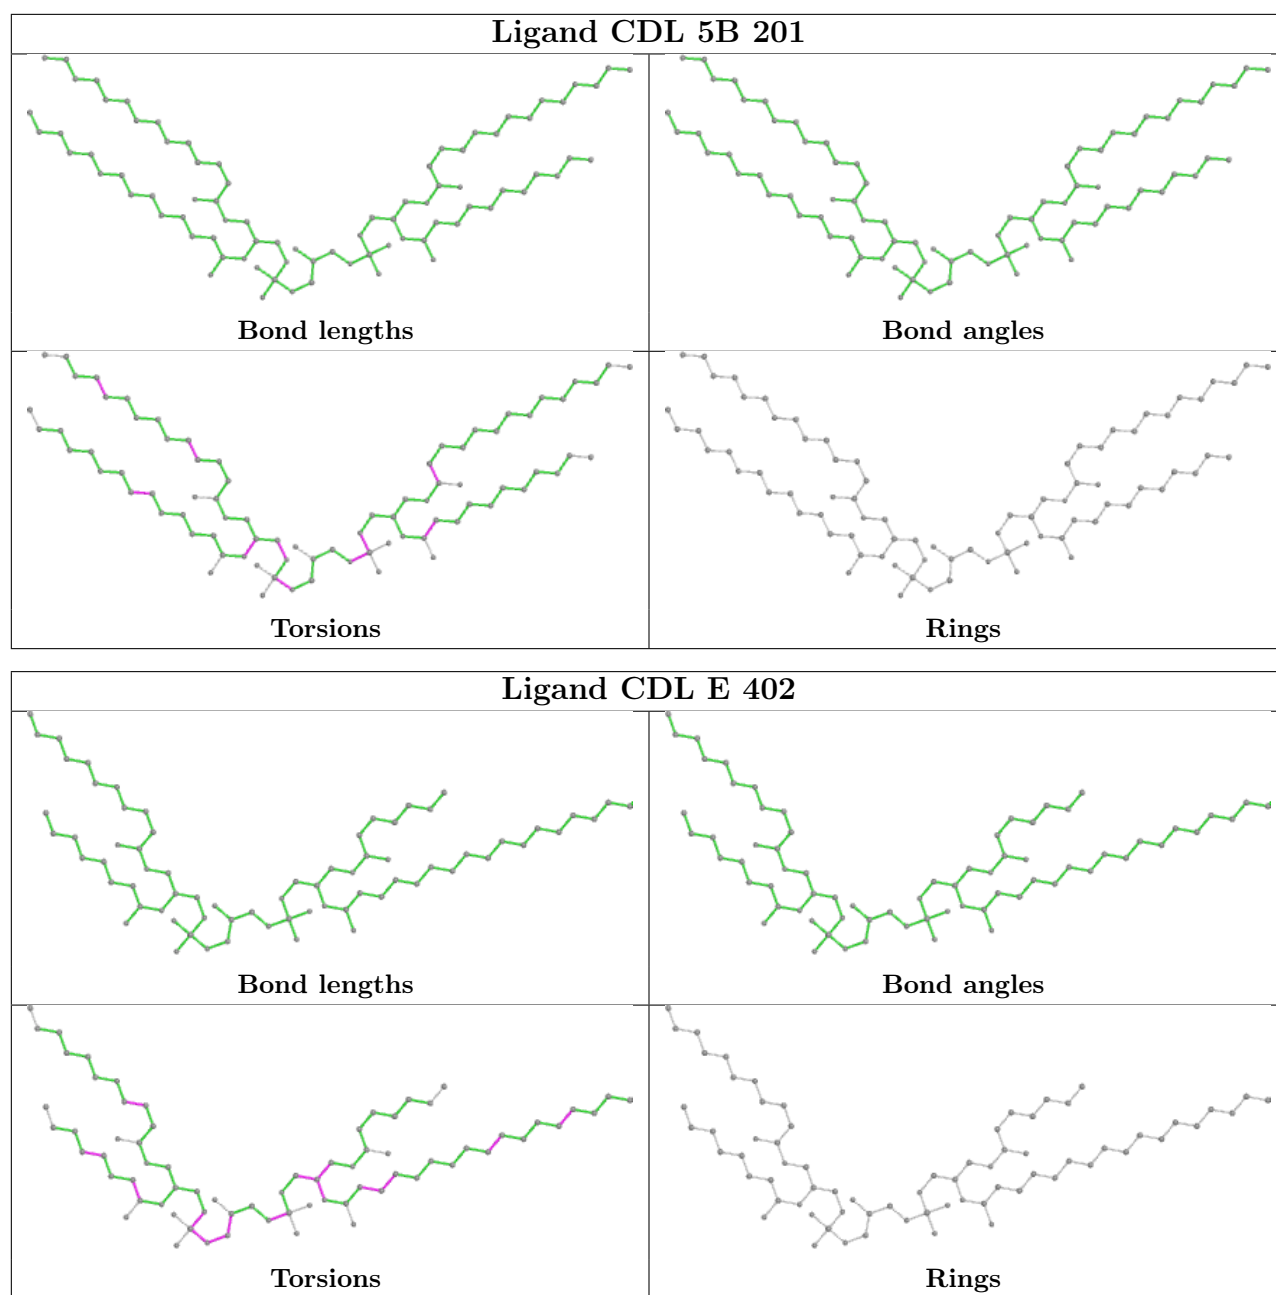 Ligand CDL 5B 201
Bond lengths
Bond angles
Torsions
Rings
Ligand CDL E 402
Bond lengths
Bond angles
Torsions
Rings